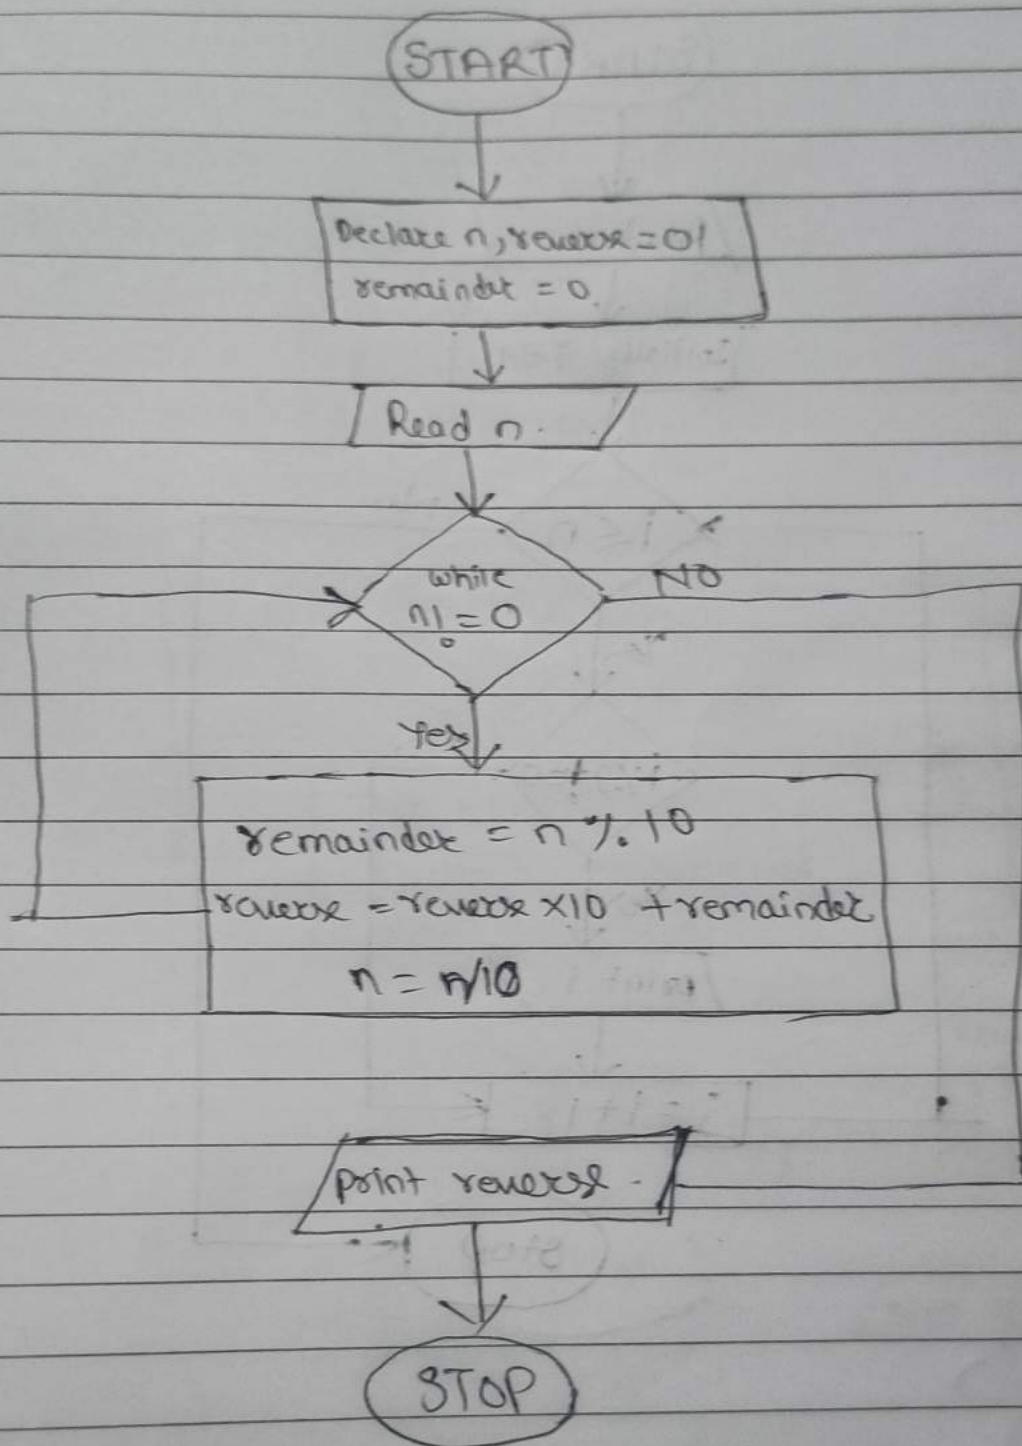 START
Declare n, reverse = 0,
remainder = 0.
Read n.
while
n! = 0
NO
Yes
remainder = n % 10
reverse = reverse x10 + remainder
n = n/10
print reverse.
STOP